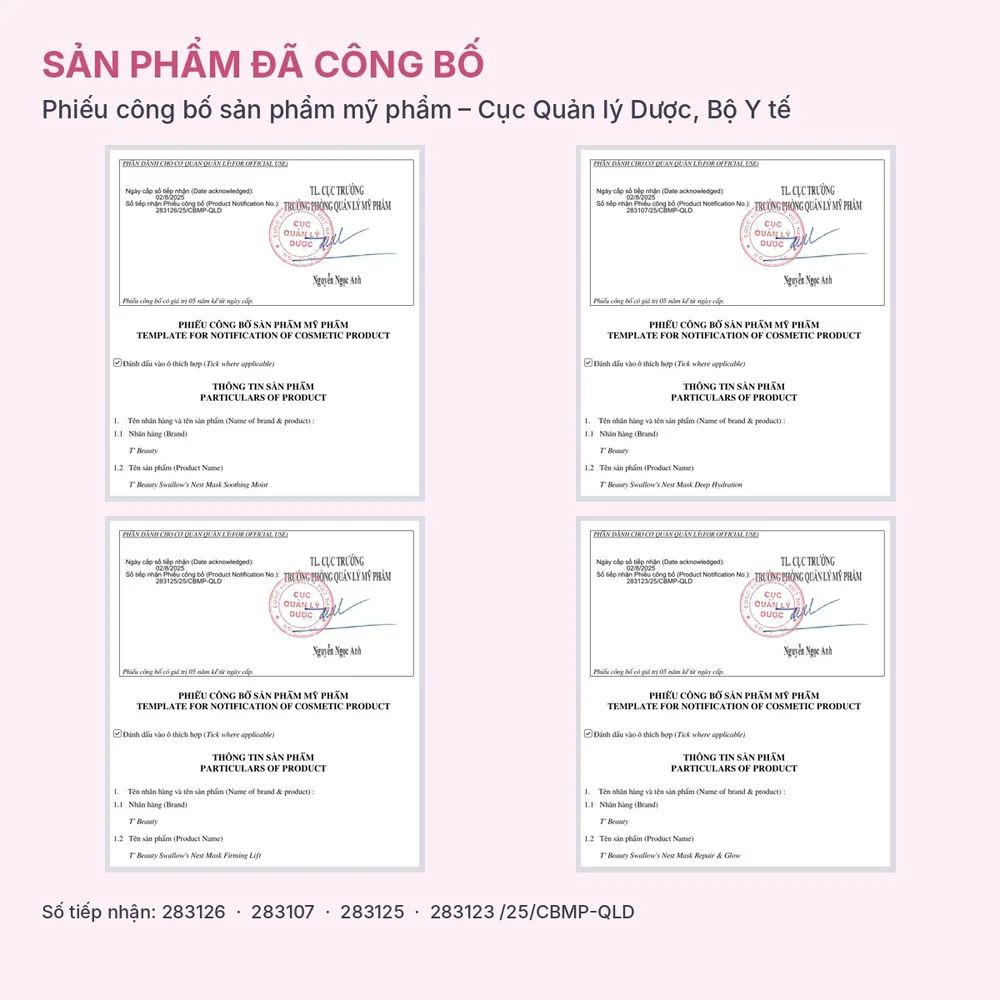 SẢN PHẨM ĐÃ CÔNG BỐ
Phiếu công bố sản phẩm mỹ phẩm – Cục Quản lý Dược, Bộ Y tế
PHẦN DÀNH CHO CƠ QUAN QUẢN LÝ(FOR OFFICIAL USE)
Ngày cấp số tiếp nhận (Date acknowledged):
02/8/2025
Số tiếp nhận Phiếu công bố (Product Notification No.):
283126/25/CBMP-QLD
TL. CỤC TRƯỞNG
TRƯỞNG PHÒNG QUẢN LÝ MỸ PHẨM
CỤC
QUẢN LÝ
DƯỢC
Nguyễn Ngọc Anh
Phiếu công bố có giá trị 05 năm kể từ ngày cấp.
PHIẾU CÔNG BỐ SẢN PHẨM MỸ PHẨM
TEMPLATE FOR NOTIFICATION OF COSMETIC PRODUCT
Đánh dấu vào ô thích hợp (Tick where applicable)
THÔNG TIN SẢN PHẨM
PARTICULARS OF PRODUCT
1. Tên nhãn hàng và tên sản phẩm (Name of brand & product) :
1.1 Nhãn hàng (Brand)
T' Beauty
1.2 Tên sản phẩm (Product Name)
T' Beauty Swallow's Nest Mask Soothing Moist
PHẦN DÀNH CHO CƠ QUAN QUẢN LÝ(FOR OFFICIAL USE)
Ngày cấp số tiếp nhận (Date acknowledged):
02/8/2025
Số tiếp nhận Phiếu công bố (Product Notification No.):
283107/25/CBMP-QLD
TL. CỤC TRƯỞNG
TRƯỞNG PHÒNG QUẢN LÝ MỸ PHẨM
CỤC
QUẢN LÝ
DƯỢC
Nguyễn Ngọc Anh
Phiếu công bố có giá trị 05 năm kể từ ngày cấp.
PHIẾU CÔNG BỐ SẢN PHẨM MỸ PHẨM
TEMPLATE FOR NOTIFICATION OF COSMETIC PRODUCT
Đánh dấu vào ô thích hợp (Tick where applicable)
THÔNG TIN SẢN PHẨM
PARTICULARS OF PRODUCT
1. Tên nhãn hàng và tên sản phẩm (Name of brand & product) :
1.1 Nhãn hàng (Brand)
T' Beauty
1.2 Tên sản phẩm (Product Name)
T' Beauty Swallow's Nest Mask Deep Hydration
PHẦN DÀNH CHO CƠ QUAN QUẢN LÝ(FOR OFFICIAL USE)
Ngày cấp số tiếp nhận (Date acknowledged):
02/8/2025
Số tiếp nhận Phiếu công bố (Product Notification No.):
283125/25/CBMP-QLD
TL. CỤC TRƯỞNG
TRƯỞNG PHÒNG QUẢN LÝ MỸ PHẨM
CỤC
QUẢN LÝ
DƯỢC
Nguyễn Ngọc Anh
Phiếu công bố có giá trị 05 năm kể từ ngày cấp.
PHIẾU CÔNG BỐ SẢN PHẨM MỸ PHẨM
TEMPLATE FOR NOTIFICATION OF COSMETIC PRODUCT
Đánh dấu vào ô thích hợp (Tick where applicable)
THÔNG TIN SẢN PHẨM
PARTICULARS OF PRODUCT
1. Tên nhãn hàng và tên sản phẩm (Name of brand & product) :
1.1 Nhãn hàng (Brand)
T' Beauty
1.2 Tên sản phẩm (Product Name)
T' Beauty Swallow's Nest Mask Firming Lift
PHẦN DÀNH CHO CƠ QUAN QUẢN LÝ(FOR OFFICIAL USE)
Ngày cấp số tiếp nhận (Date acknowledged):
02/8/2025
Số tiếp nhận Phiếu công bố (Product Notification No.):
283123/25/CBMP-QLD
TL. CỤC TRƯỞNG
TRƯỞNG PHÒNG QUẢN LÝ MỸ PHẨM
CỤC
QUẢN LÝ
DƯỢC
Nguyễn Ngọc Anh
Phiếu công bố có giá trị 05 năm kể từ ngày cấp.
PHIẾU CÔNG BỐ SẢN PHẨM MỸ PHẨM
TEMPLATE FOR NOTIFICATION OF COSMETIC PRODUCT
Đánh dấu vào ô thích hợp (Tick where applicable)
THÔNG TIN SẢN PHẨM
PARTICULARS OF PRODUCT
1. Tên nhãn hàng và tên sản phẩm (Name of brand & product) :
1.1 Nhãn hàng (Brand)
T' Beauty
1.2 Tên sản phẩm (Product Name)
T' Beauty Swallow's Nest Mask Repair & Glow
Số tiếp nhận: 283126 · 283107 · 283125 · 283123 /25/CBMP-QLD